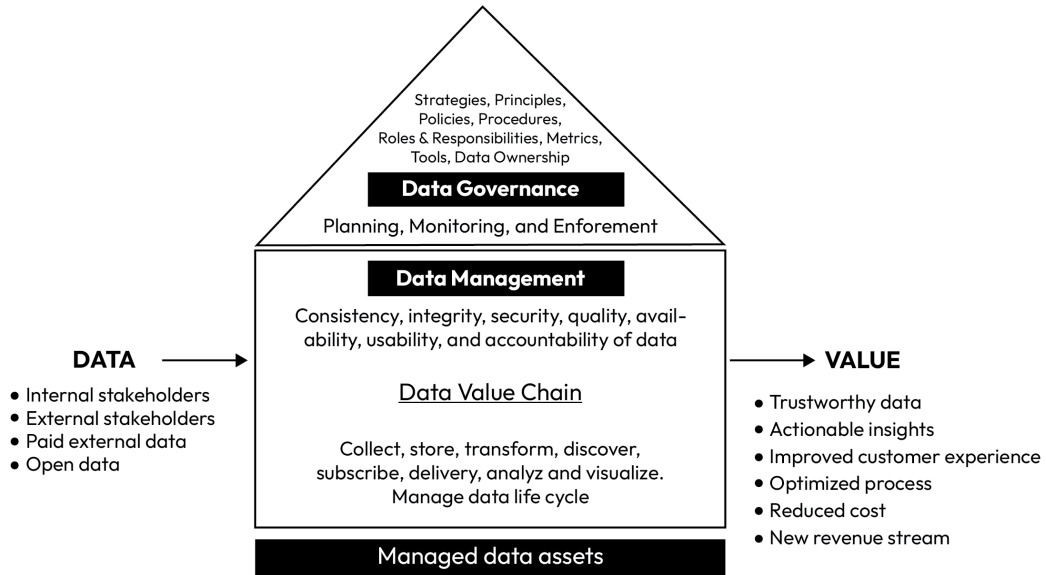 Strategies, Principles,
Policies, Procedures,
Roles & Responsibilities, Metrics,
Tools, Data Ownership
Data Governance
Planning, Monitoring, and Enforement
Data Management
Consistency, integrity, security, quality, avail-
ability, usability, and accountability of data
Data Value Chain
Collect, store, transform, discover,
subscribe, delivery, analyz and visualize.
Manage data life cycle
Managed data assets
DATA
● Internal stakeholders
● External stakeholders
● Paid external data
● Open data
VALUE
● Trustworthy data
● Actionable insights
● Improved customer experience
● Optimized process
● Reduced cost
● New revenue stream